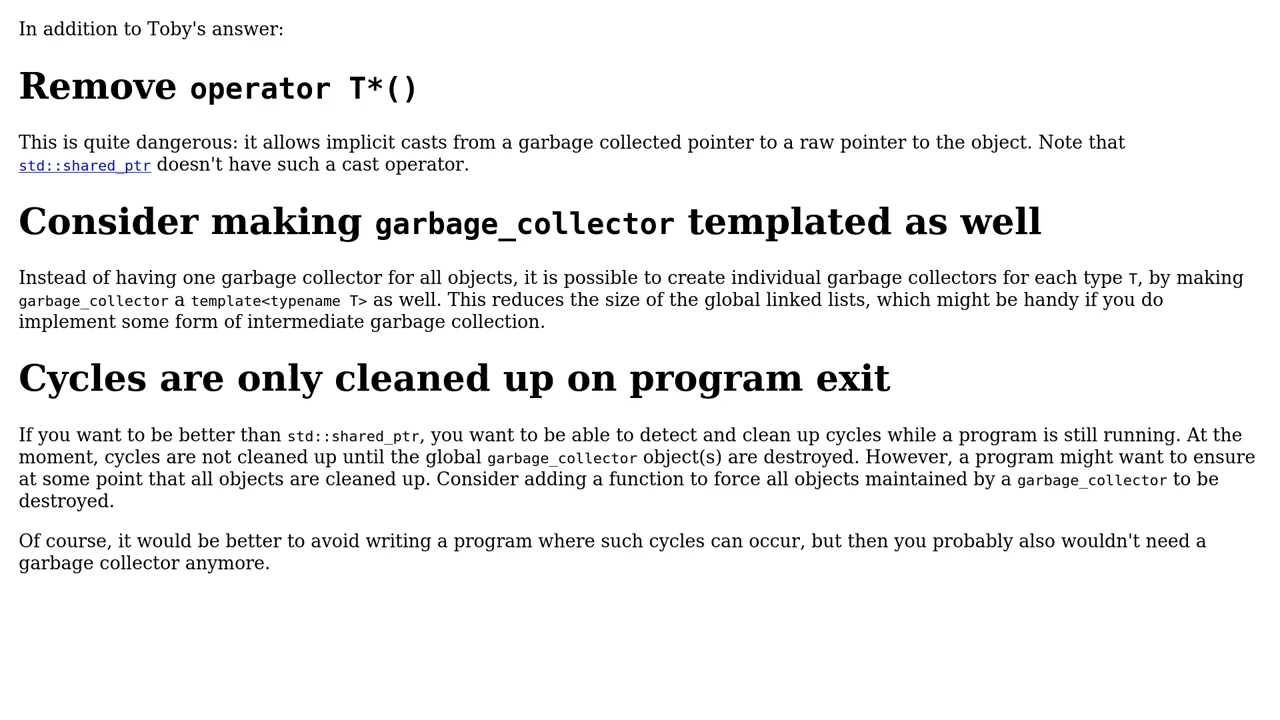 In addition to Toby's answer:
Remove operator T*()
This is quite dangerous: it allows implicit casts from a garbage collected pointer to a raw pointer to the object. Note that
std::shared_ptr doesn't have such a cast operator.
Consider making garbage_collector templated as well
Instead of having one garbage collector for all objects, it is possible to create individual garbage collectors for each type T, by making
garbage_collector a template<typename T> as well. This reduces the size of the global linked lists, which might be handy if you do
implement some form of intermediate garbage collection.
Cycles are only cleaned up on program exit
If you want to be better than std::shared_ptr, you want to be able to detect and clean up cycles while a program is still running. At the
moment, cycles are not cleaned up until the global garbage_collector object(s) are destroyed. However, a program might want to ensure
at some point that all objects are cleaned up. Consider adding a function to force all objects maintained by a garbage_collector to be
destroyed.
Of course, it would be better to avoid writing a program where such cycles can occur, but then you probably also wouldn't need a
garbage collector anymore.